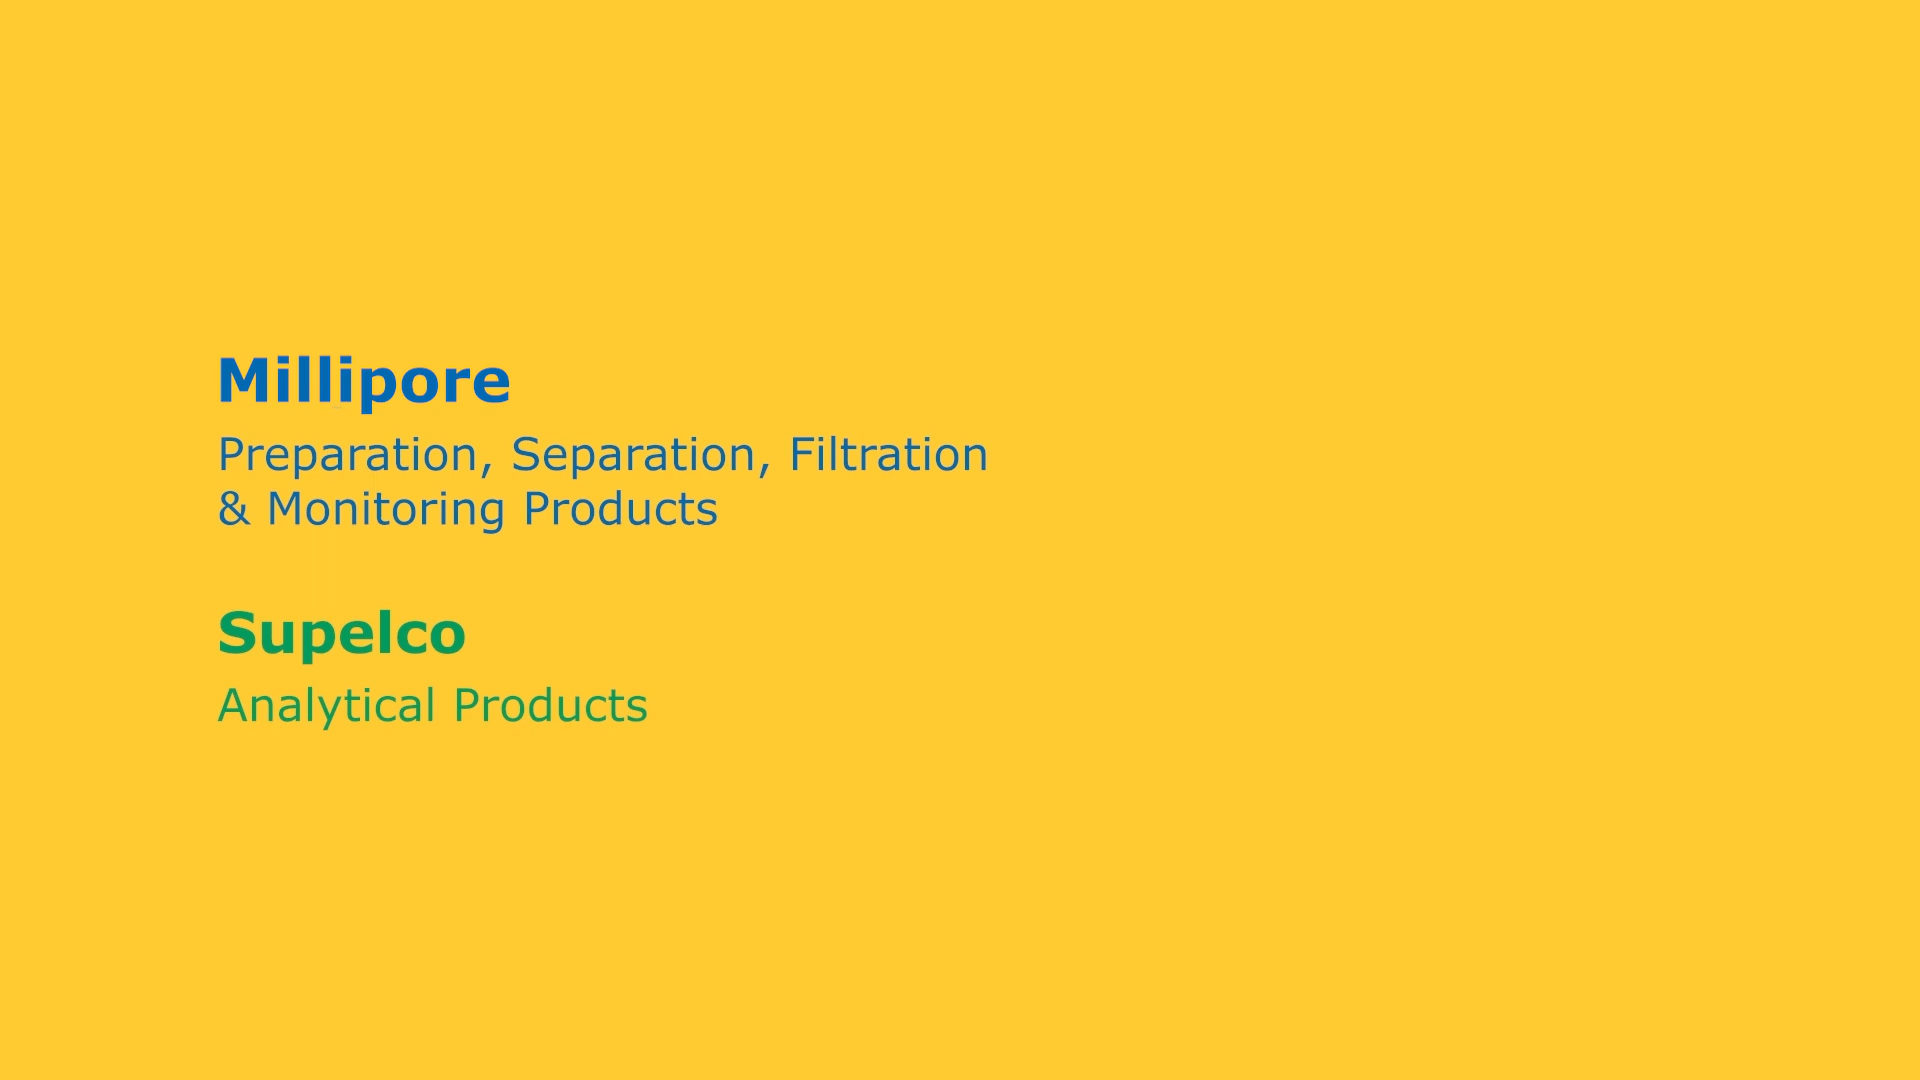 Millipore
Preparation, Separation, Filtration
& Monitoring Products
Supelco
Analytical Products